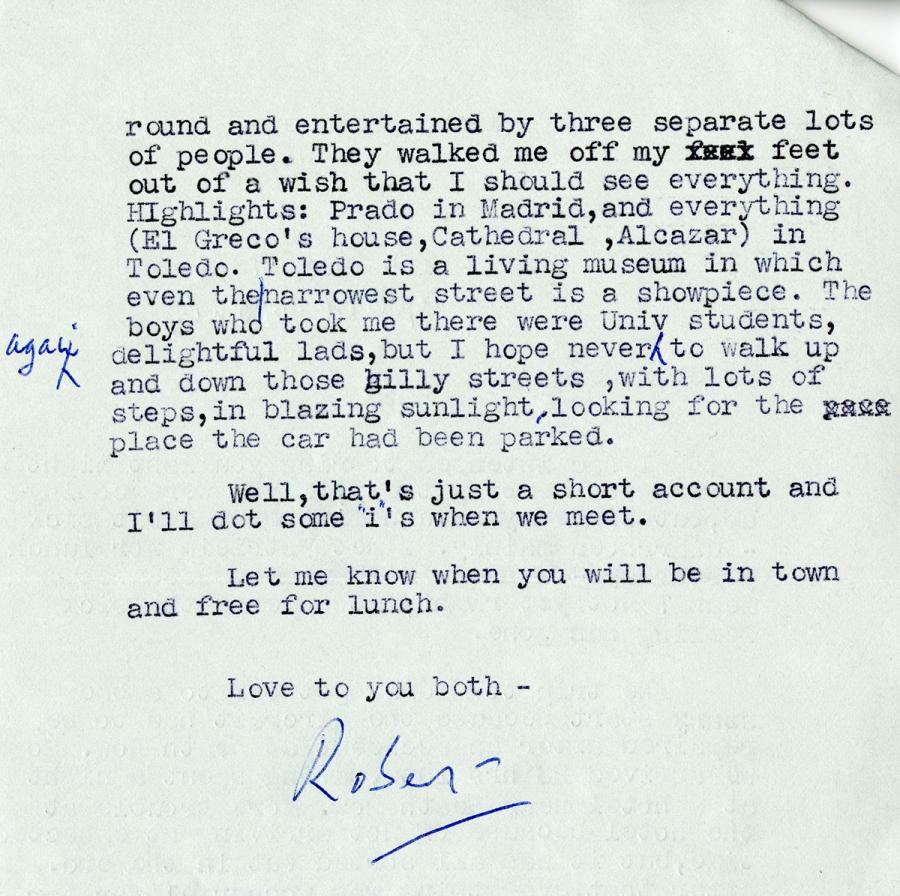 round and entertained by three separate lots
of people. They walked me off my feet
out of a wish that I should see everything.
HIghlights: Prado in Madrid,and everything
(El Greco's house,Cathedral ,Alcazar) in
Toledo. Toledo is a living museum in which
even the narrowest street is a showpiece. The
boys who took me there were Univ students,
delightful lads,but I hope never again to walk up
and down those hilly streets ,with lots of
steps,in blazing sunlight,looking for the
place the car had been parked.
Well,that's just a short account and
I'll dot some "i"s when we meet.
Let me know when you will be in town
and free for lunch.
Love to you both -
Robert